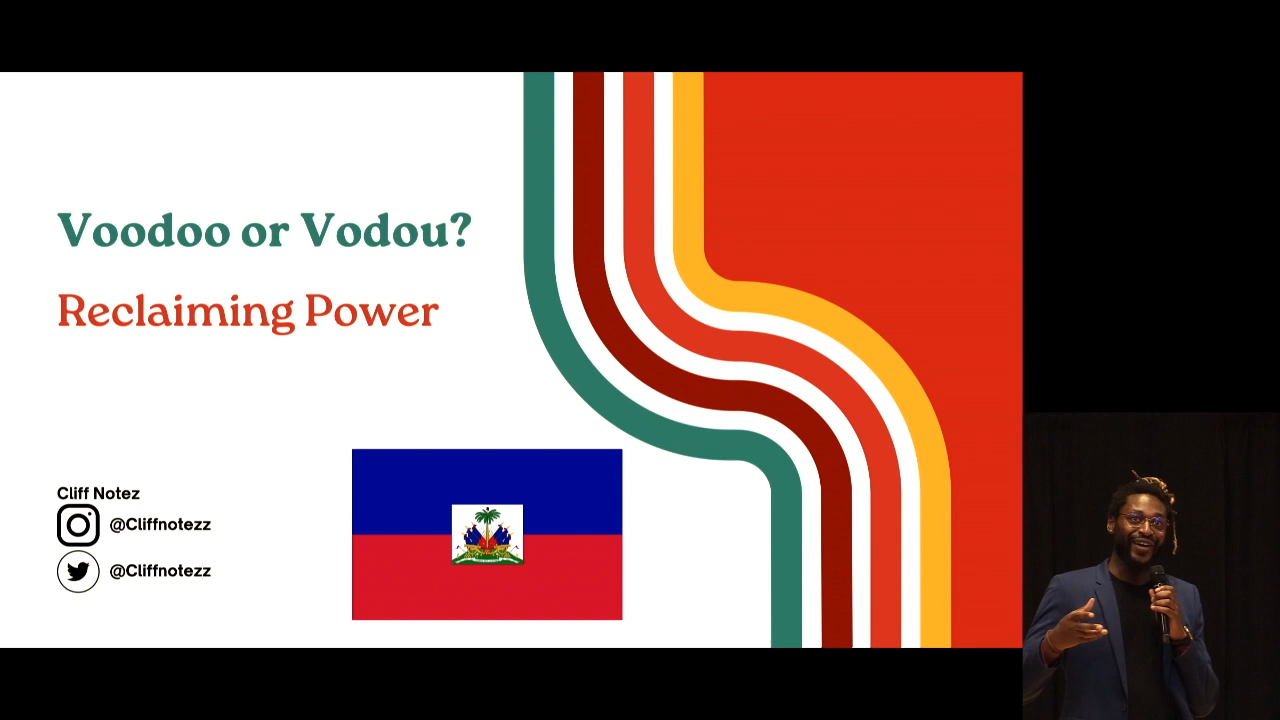 Voodoo or Vodou?
Reclaiming Power
Cliff Notez
@Cliffnotezz
@Cliffnotezz